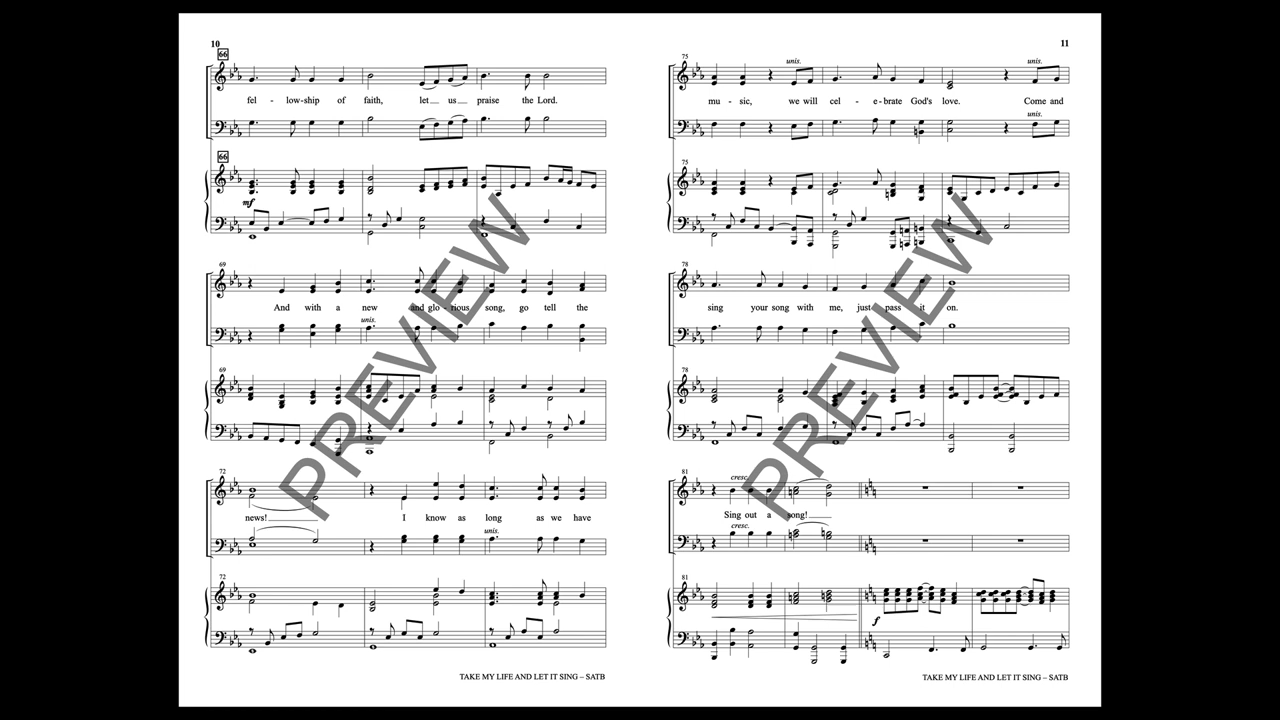 10
66
fel - low-ship of faith, let us praise the Lord.
66
mf
69
And with a new and glo - rious song, go tell the
unis.
69
72
news! I know as long as we have
unis.
72
TAKE MY LIFE AND LET IT SING – SATB
11
75
unis.
mu - sic, we will cel - e - brate God's love. Come and
unis.
unis.
75
78
sing your song with me, just pass it on.
78
81
cresc.
Sing out a song!
cresc.
81
f
TAKE MY LIFE AND LET IT SING – SATB
PREVIEW
PREVIEW